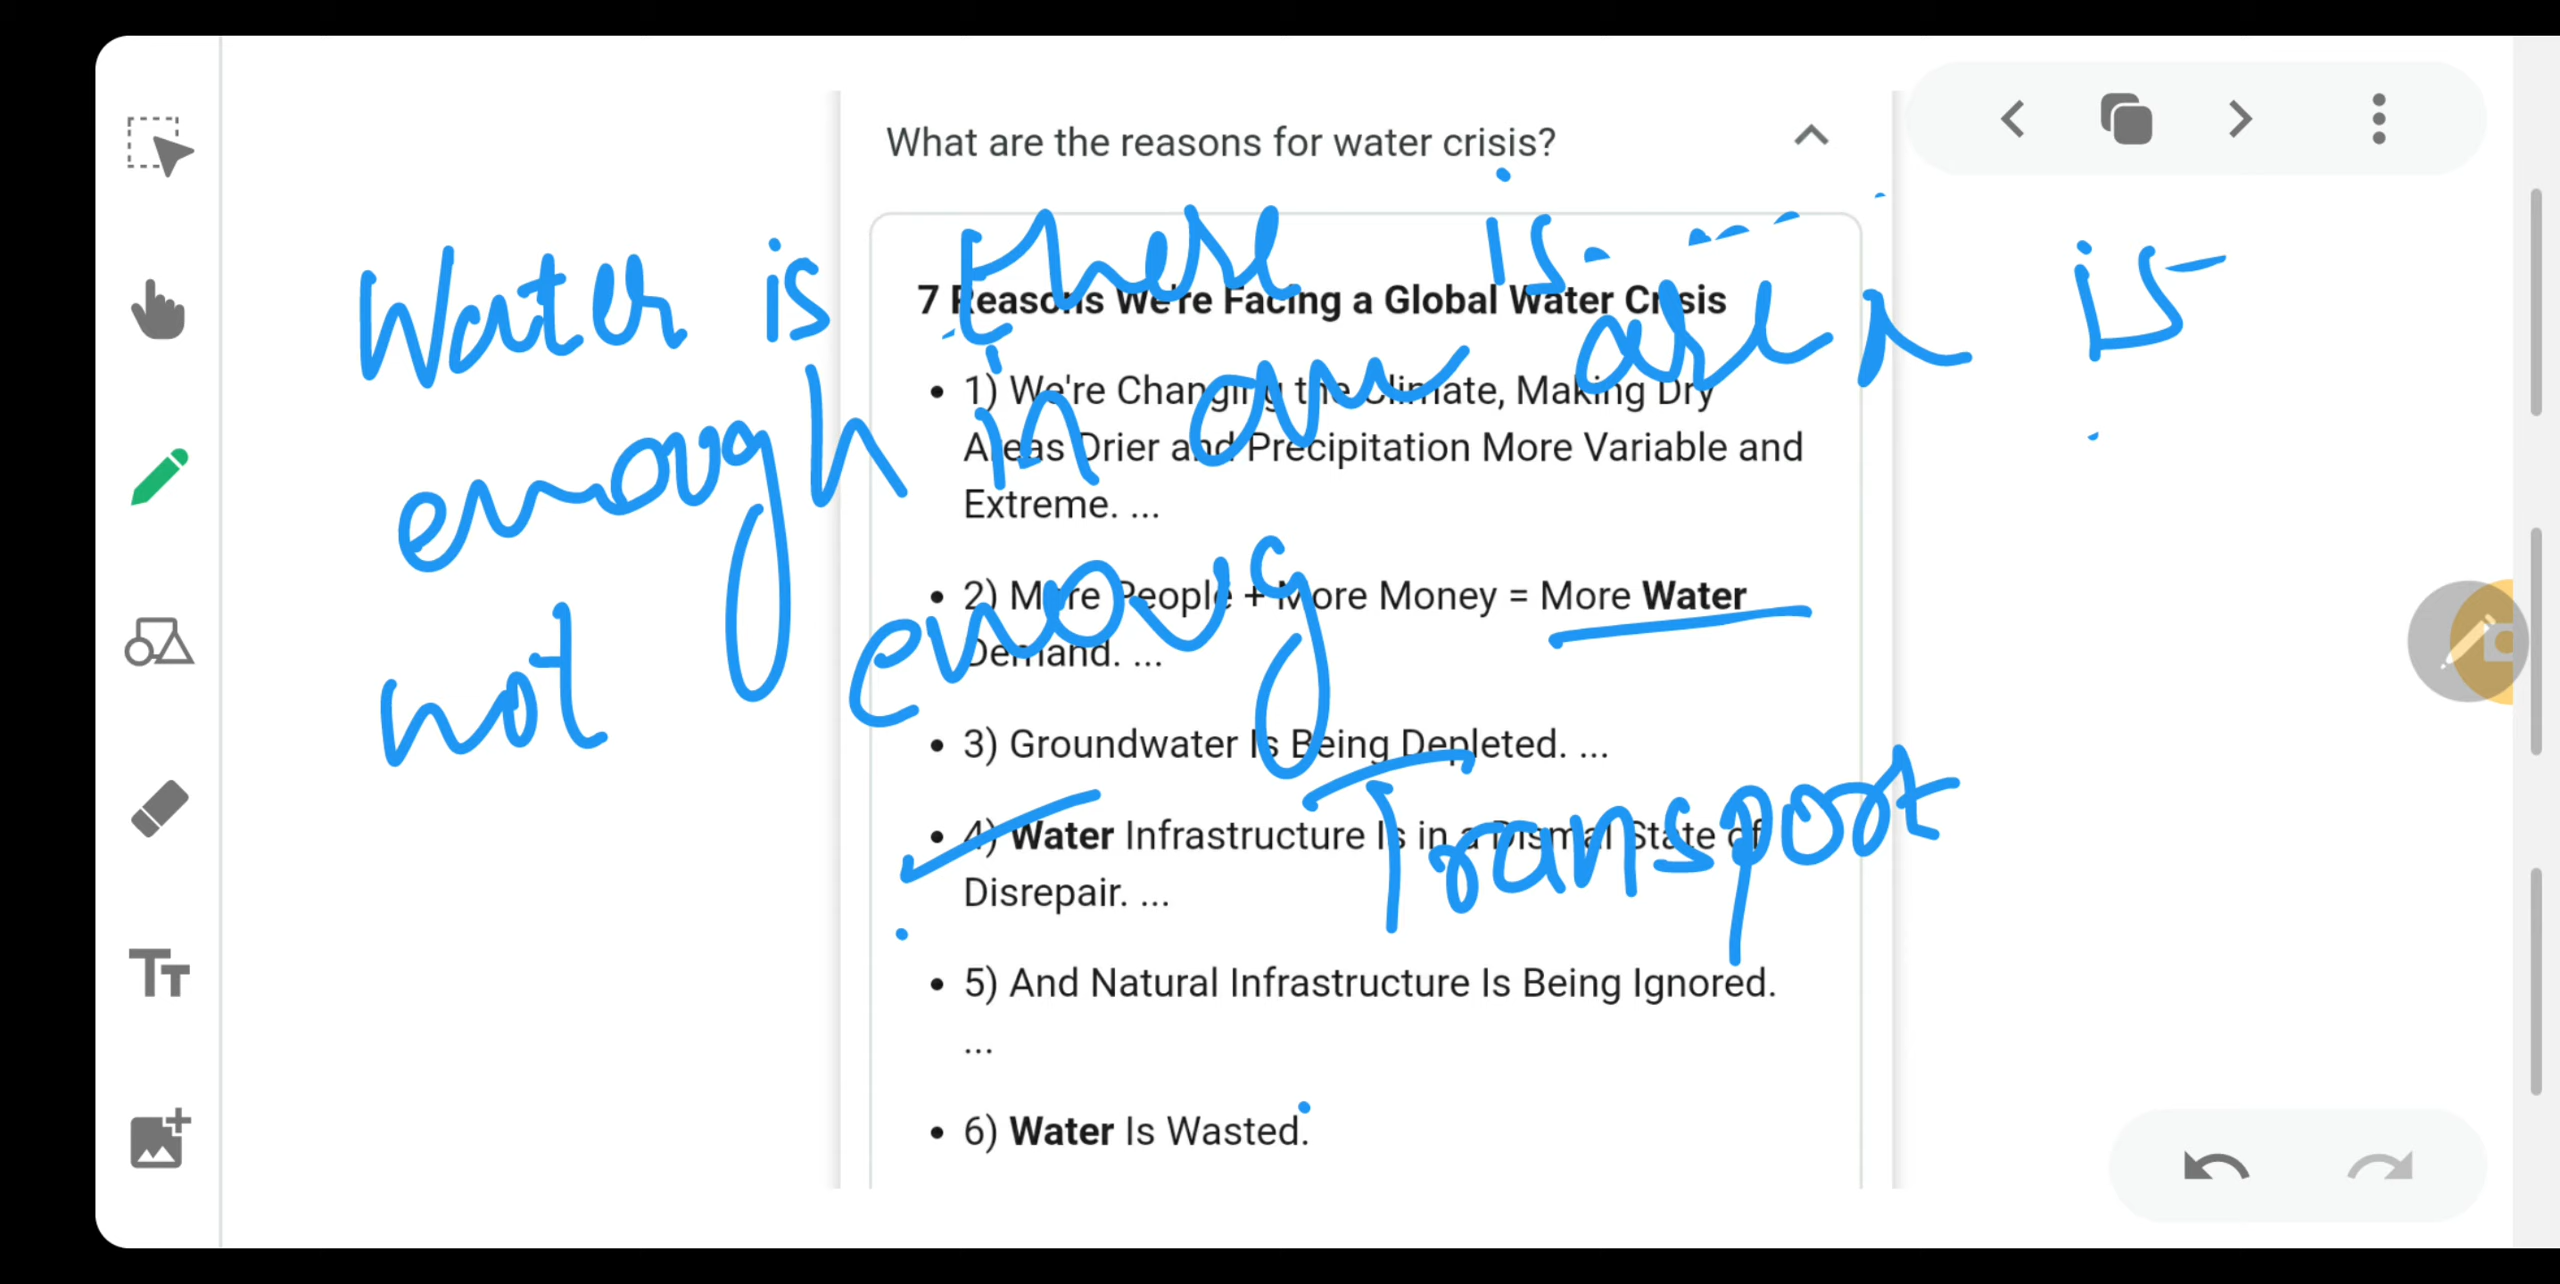 What are the reasons for water crisis?
Water is there is area is
7 Reasons We're Facing a Global Water Crisis
enough in our
1) We're Changing the Climate, Making Dry
Areas Drier and Precipitation More Variable and
Extreme. ...
2) More People + More Money = More Water
Demand. ...
not enoug
3) Groundwater Is Being Depleted. ...
Transport
4) Water Infrastructure Is in a Dismal State of
Disrepair. ...
5) And Natural Infrastructure Is Being Ignored.
...
6) Water Is Wasted.